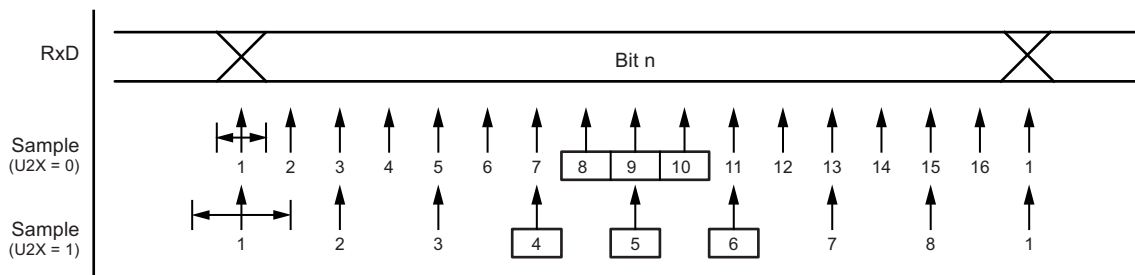 RxD
Bit n
Sample
(U2X = 0)
1 2 3 4 5 6 7 8 9 10 11 12 13 14 15 16 1
Sample
(U2X = 1)
1 2 3 4 5 6 7 8 1